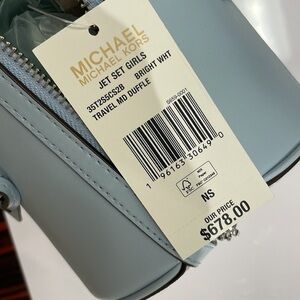 MICHAEL
MICHAEL KORS
JET SET GIRLS
35T2S5CS2B BRIGHT WHT
TRAVEL MD DUFFLE
1 96163 30649 0
NS
OUR PRICE
$678.00